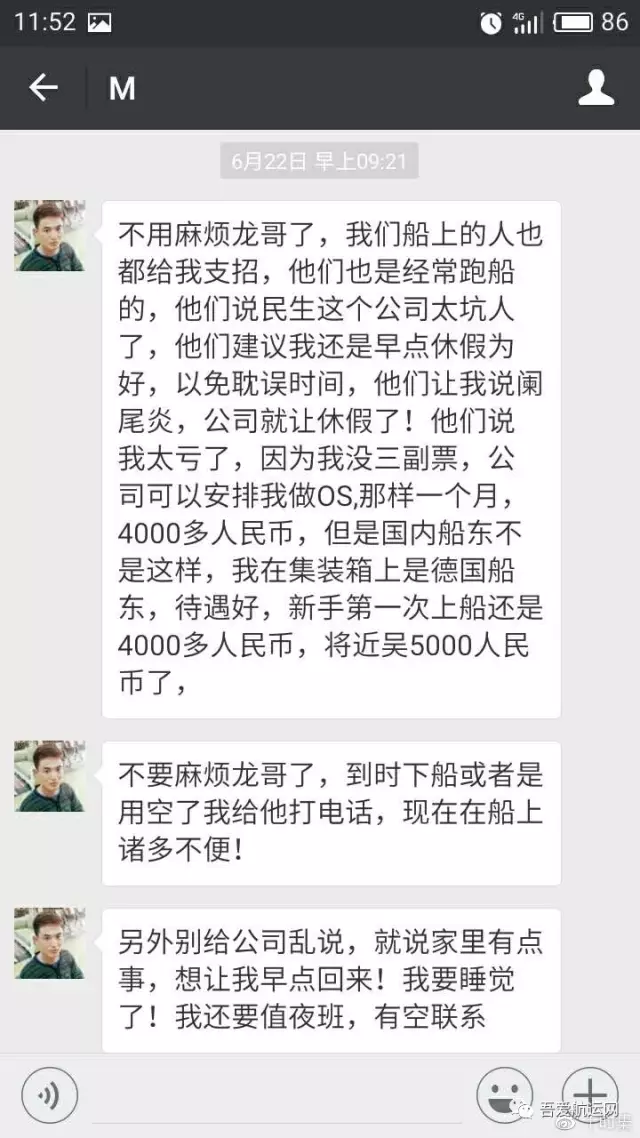 11:52
4G
86
M
6月22日 早上09:21
不用麻烦龙哥了，我们船上的人也
都给我支招，他们也是经常跑船
的，他们说民生这个公司太坑人
了，他们建议我还是早点休假为
好，以免耽误时间，他们让我说阑
尾炎，公司就让休假了！他们说
我太亏了，因为我没三副票，公
司可以安排我做OS,那样一个月，
4000多人民币，但是国内船东不
是这样，我在集装箱上是德国船
东，待遇好，新手第一次上船还是
4000多人民币，将近吴5000人民
币了，
不要麻烦龙哥了，到时下船或者是
用空了我给他打电话，现在在船上
诸多不便！
另外别给公司乱说，就说家里有点
事，想让我早点回来！我要睡觉
了！我还要值夜班，有空联系
吾爱航运网